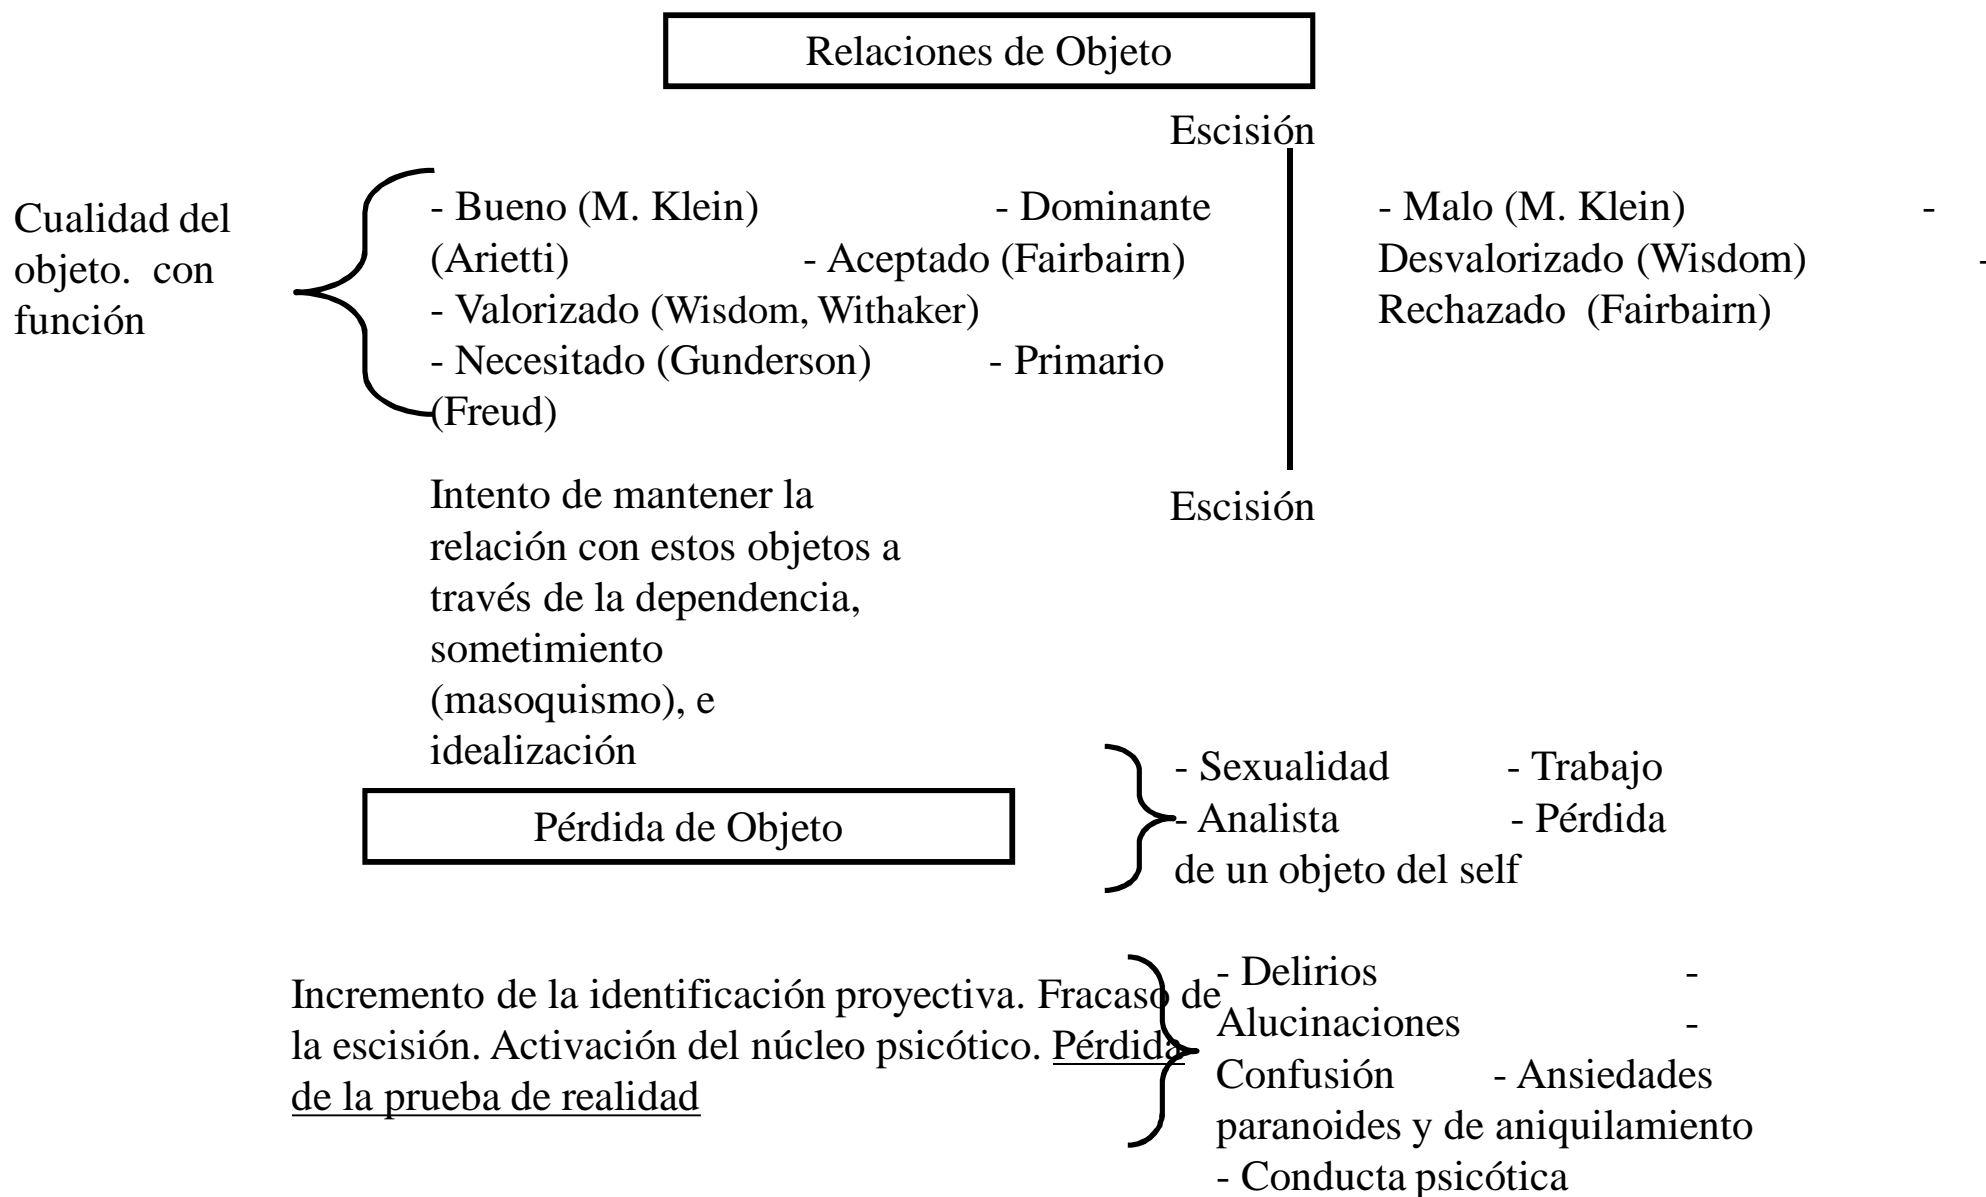 Relaciones de Objeto
Escisión
Cualidad del
objeto. con
función
- Bueno (M. Klein) - Dominante
(Arietti) - Aceptado (Fairbairn)
- Valorizado (Wisdom, Withaker)
- Necesitado (Gunderson) - Primario
(Freud)
- Malo (M. Klein) -
Desvalorizado (Wisdom) -
Rechazado (Fairbairn)
Escisión
Intento de mantener la
relación con estos objetos a
través de la dependencia,
sometimiento
(masoquismo), e
idealización
Pérdida de Objeto
- Sexualidad - Trabajo
- Analista - Pérdida
de un objeto del self
Incremento de la identificación proyectiva. Fracaso de
la escisión. Activación del núcleo psicótico. Pérdida
de la prueba de realidad
- Delirios -
Alucinaciones -
Confusión - Ansiedades
paranoides y de aniquilamiento
- Conducta psicótica